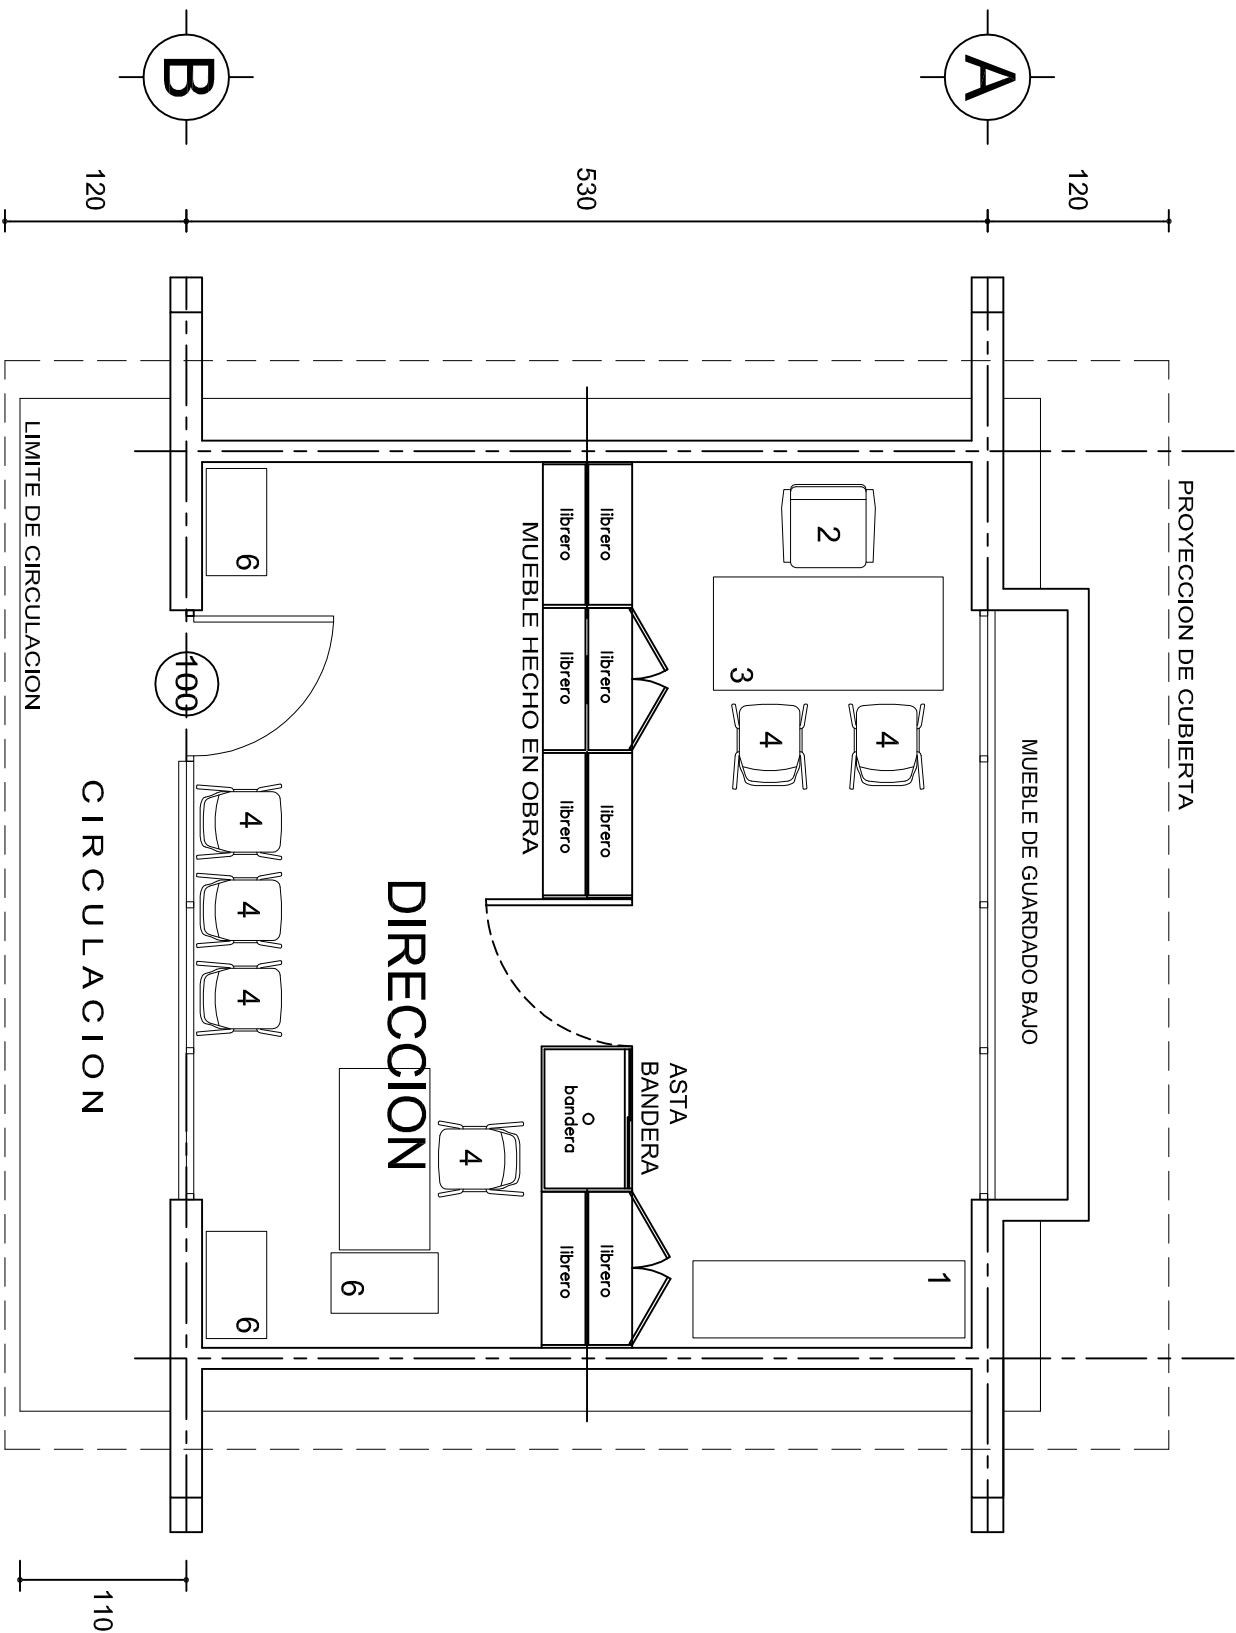 A
B
120
530
120
PROYECCION DE CUBIERTA
MUEBLE DE GUARDADO BAJO
2
3
4
4
1
ASTA
BANDERA
librero
librero
librero
bandera
librero
librero
librero
librero
librero
MUEBLE HECHO EN OBRA
DIRECCION
4
6
6
4
4
4
6
100
CIRCULACION
LIMITE DE CIRCULACION
110